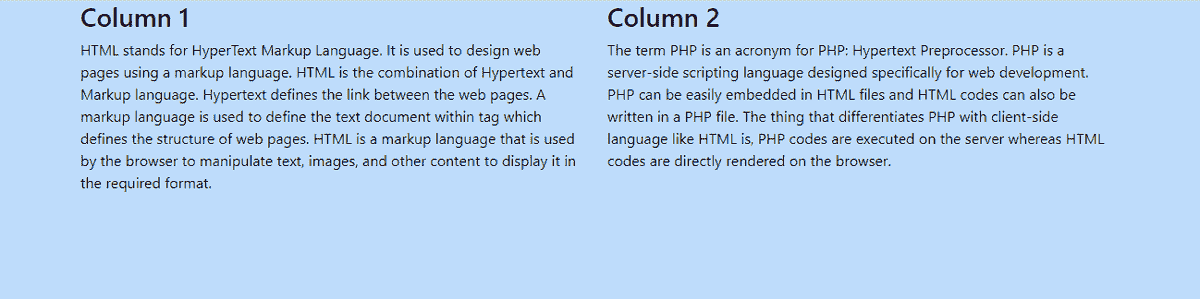 Column 1
HTML stands for HyperText Markup Language. It is used to design web
pages using a markup language. HTML is the combination of Hypertext and
Markup language. Hypertext defines the link between the web pages. A
markup language is used to define the text document within tag which
defines the structure of web pages. HTML is a markup language that is used
by the browser to manipulate text, images, and other content to display it in
the required format.
Column 2
The term PHP is an acronym for PHP: Hypertext Preprocessor. PHP is a
server-side scripting language designed specifically for web development.
PHP can be easily embedded in HTML files and HTML codes can also be
written in a PHP file. The thing that differentiates PHP with client-side
language like HTML is, PHP codes are executed on the server whereas HTML
codes are directly rendered on the browser.